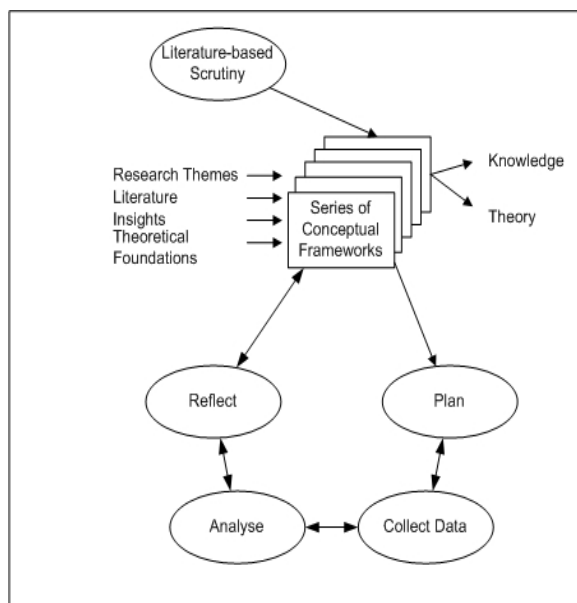 Literature-based
Scrutiny
Knowledge
Research Themes
Literature
Insights
Theoretical
Foundations
Series of
Conceptual
Frameworks
Theory
Reflect
Plan
Analyse
Collect Data